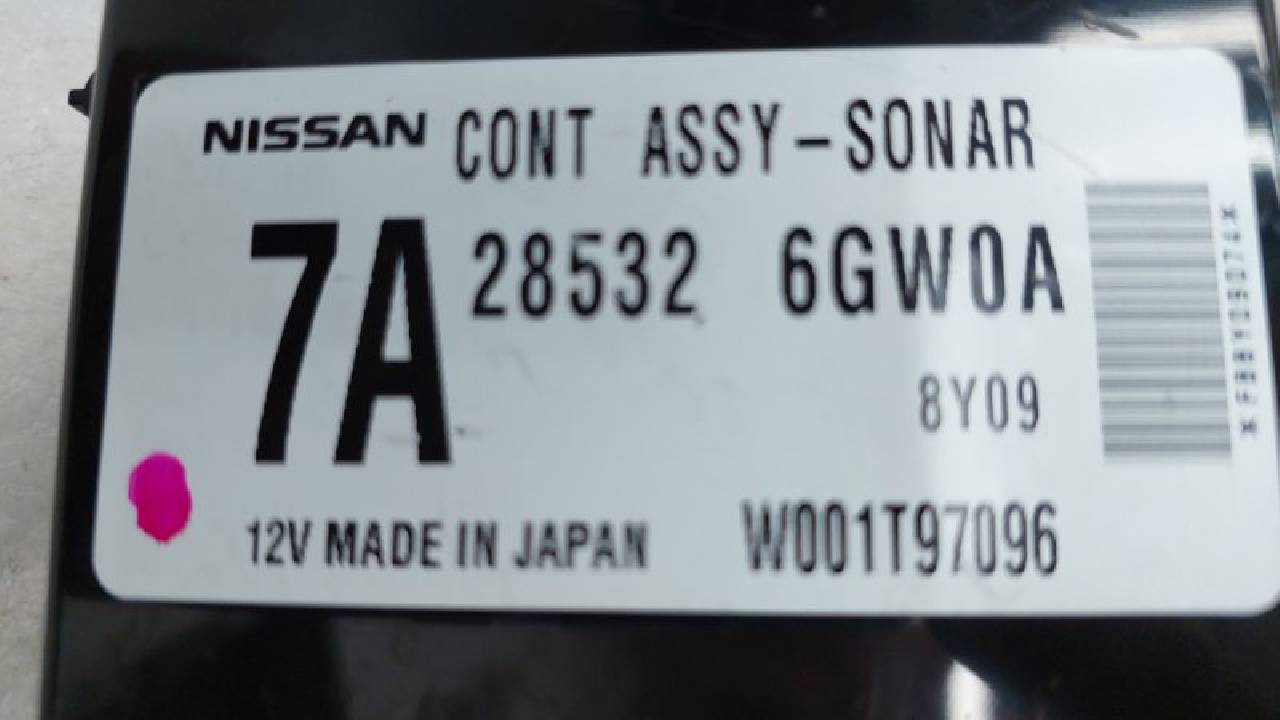 NISSAN CONT ASSY-SONAR
7A 28532 6GW0A
8Y09
12V MADE IN JAPAN W001T97096